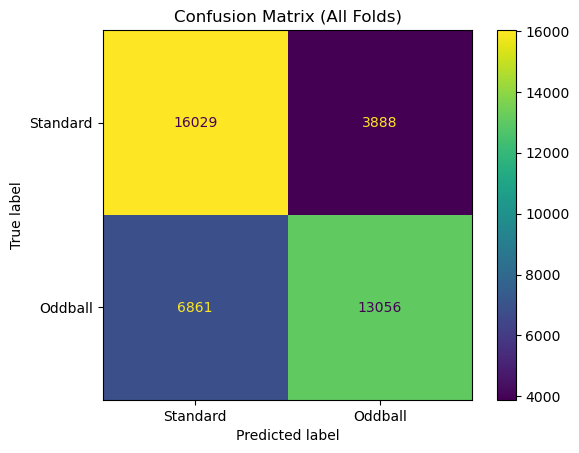 Confusion Matrix (All Folds)
True label
Standard
Oddball
16029
3888
6861
13056
Standard
Oddball
Predicted label
16000
14000
12000
10000
8000
6000
4000